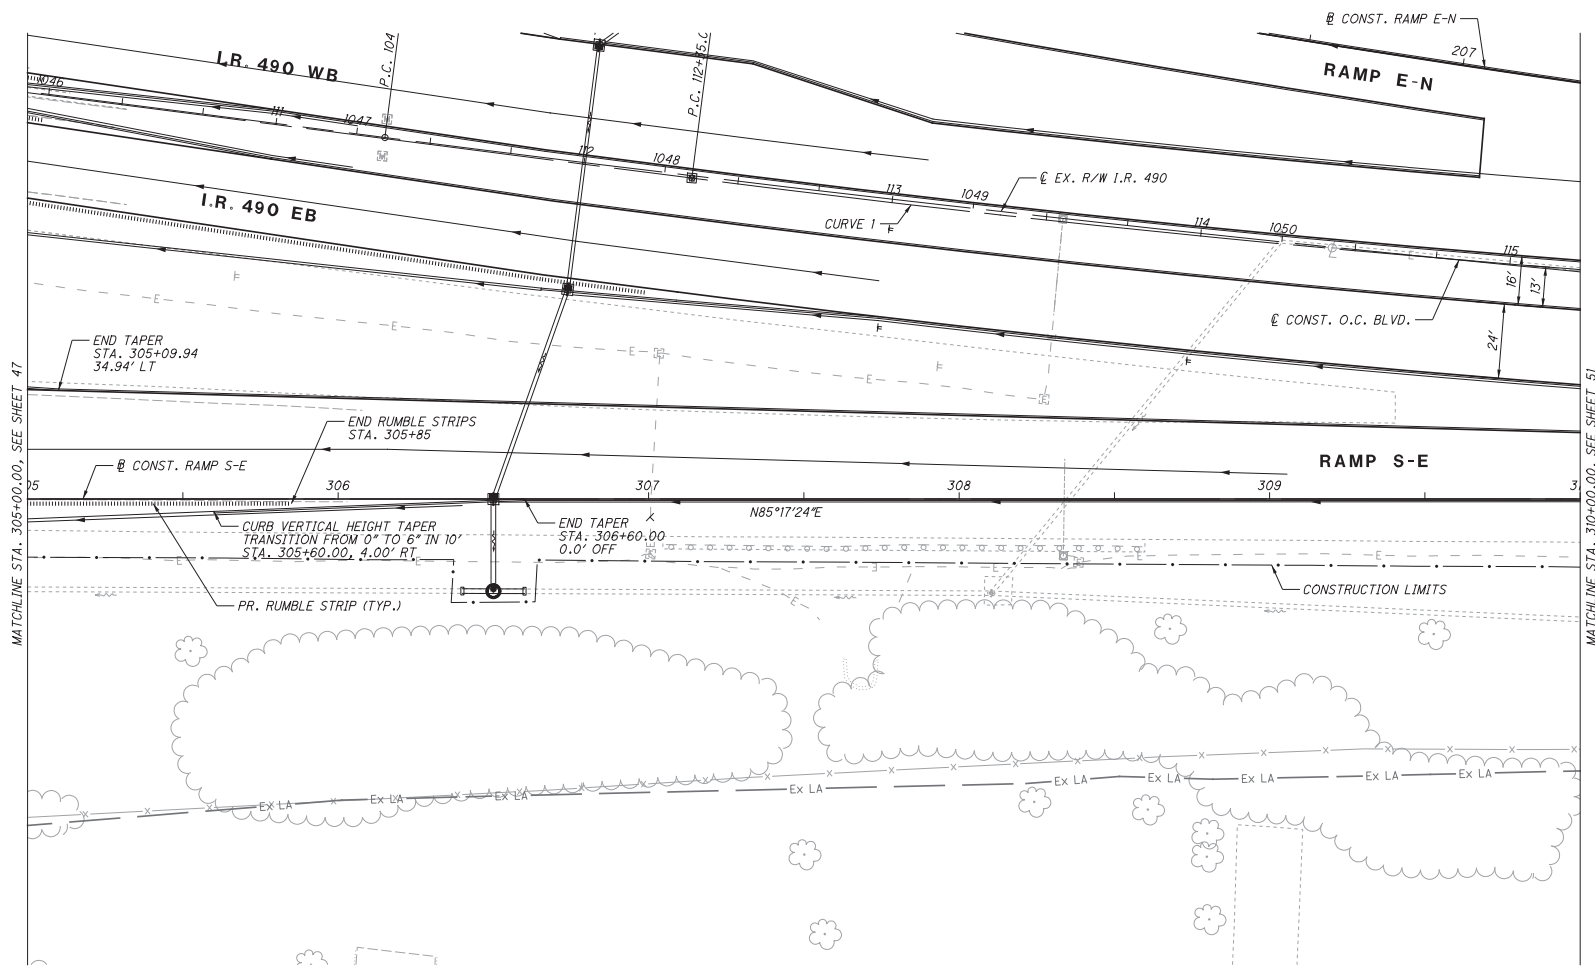 ℞ CONST. RAMP E-N
207
RAMP E-N
I.R. 490 WB
P.C. 104
P.C. 112+35.0
1046
111
1047
112
1048
113
1049
℄ EX. R/W I.R. 490
CURVE 1
114
1050
115
16'
13'
24'
℄ CONST. O.C. BLVD.
I.R. 490 EB
E
E
E
E
E
END TAPER
STA. 305+09.94
34.94' LT
END RUMBLE STRIPS
STA. 305+85
RAMP S-E
℞ CONST. RAMP S-E
05
306
307
308
309
31
N85°17'24"E
CURB VERTICAL HEIGHT TAPER
TRANSITION FROM 0" TO 6" IN 10'
STA. 305+60.00, 4.00' RT
END TAPER
STA. 306+60.00
0.0' OFF
PR. RUMBLE STRIP (TYP.)
CONSTRUCTION LIMITS
E
E
E
E
E
E
E
E
Ex LA
Ex LA
Ex LA
Ex LA
Ex LA
Ex LA
Ex LA
Ex LA
Ex LA
MATCHLINE STA. 305+00.00, SEE SHEET 47
MATCHLINE STA. 310+00.00, SEE SHEET 51